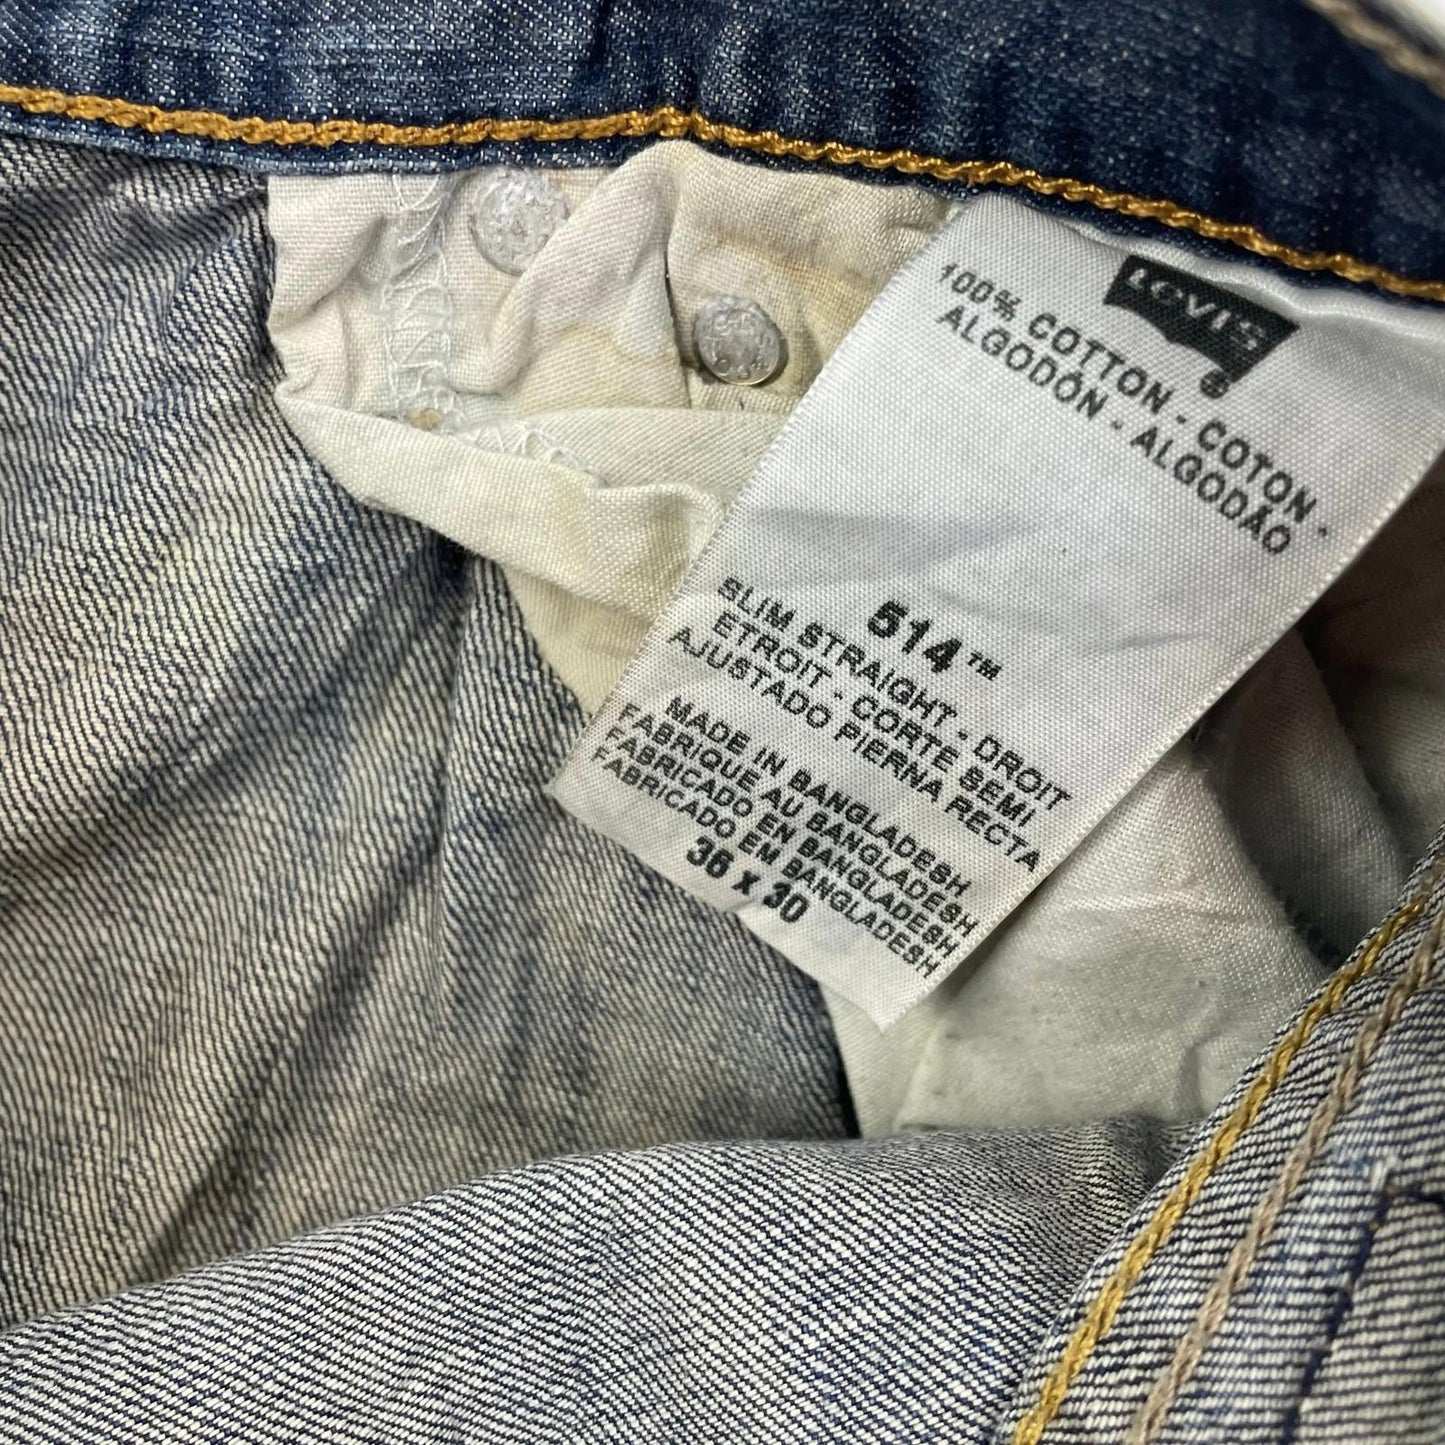 LEVI'S
®
100% COTTON - COTON -
ALGODÓN - ALGODÃO
514™
SLIM STRAIGHT - DROIT
ETROIT - CORTE SEMI
AJUSTADO PIERNA RECTA
MADE IN BANGLADESH
FABRIQUE AU BANGLADESH
FABRICADO EN BANGLADESH
FABRICADO EM BANGLADESH
36 x 30